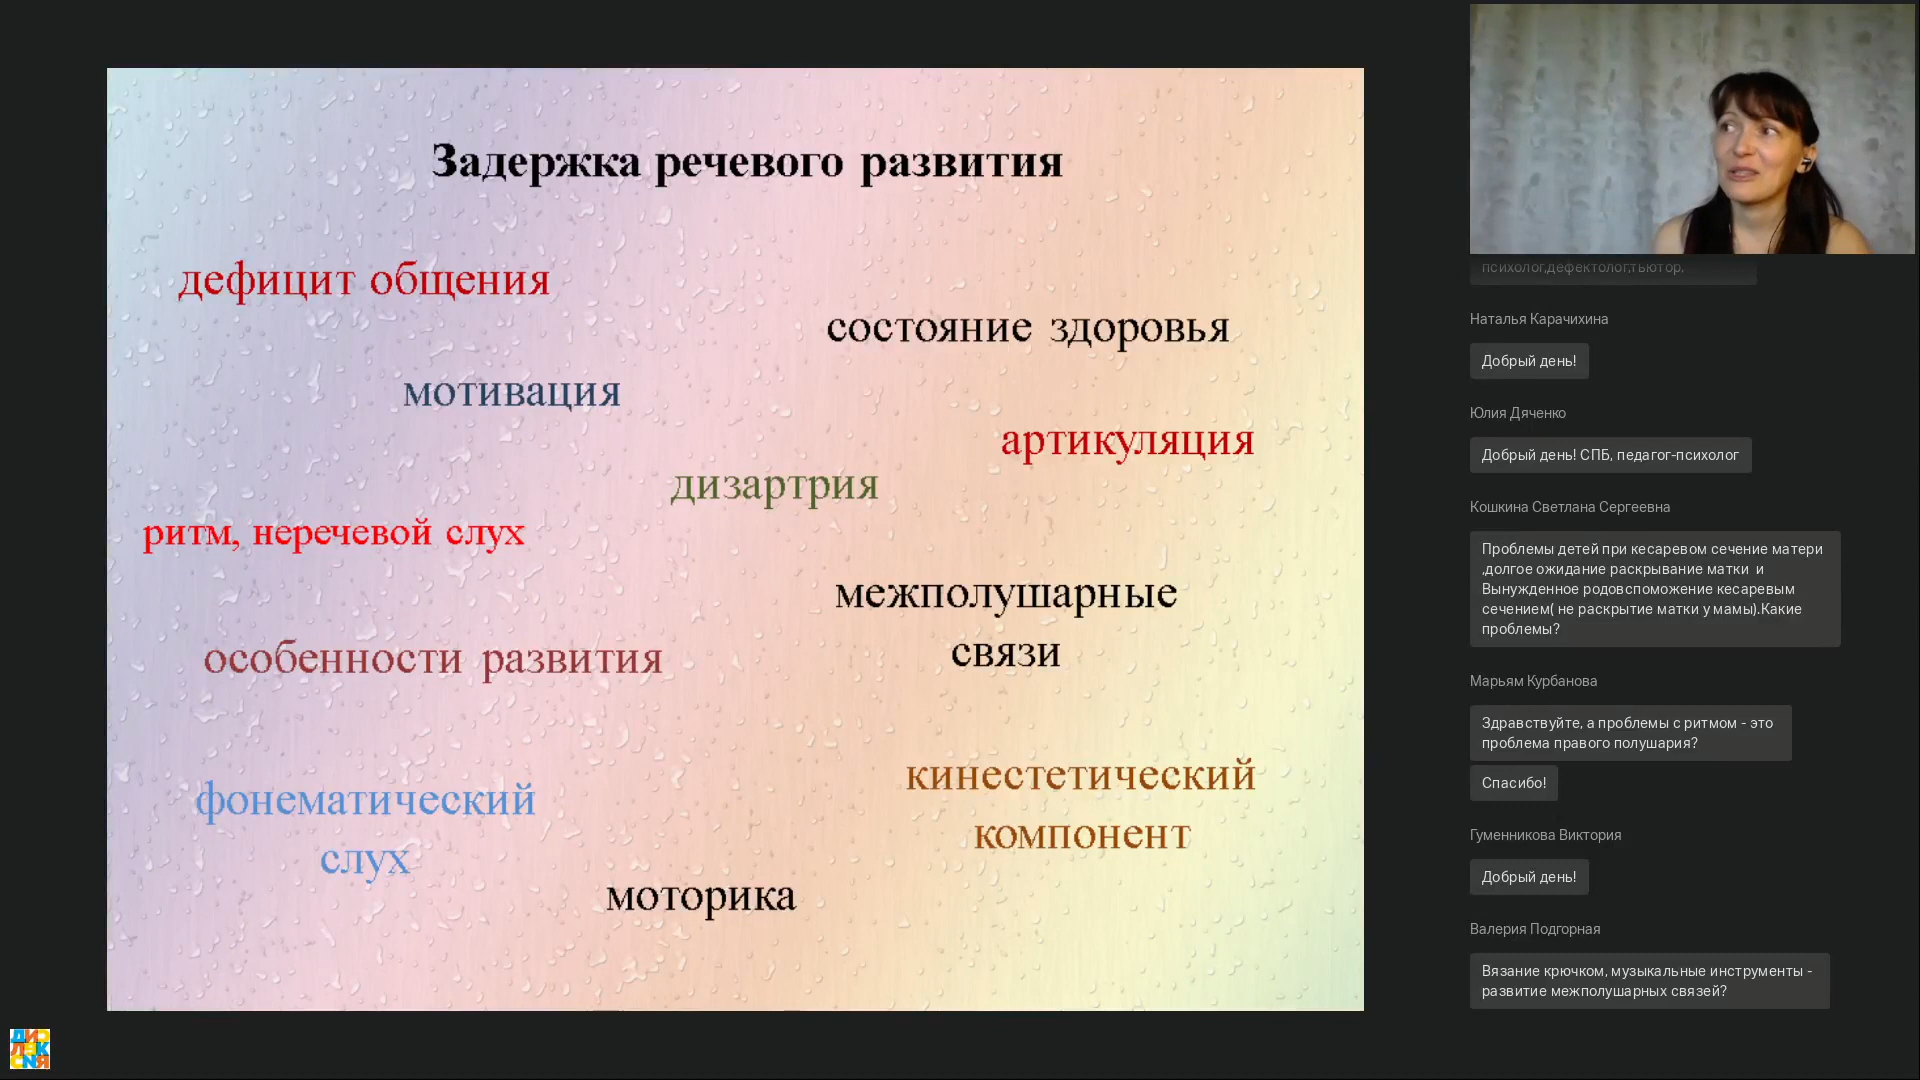 Задержка речевого развития
дефицит общения
состояние здоровья
мотивация
артикуляция
дизартрия
ритм, неречевой слух
межполушарные
связи
особенности развития
кинестетический
компонент
фонематический
слух
моторика
психолог,дефектолог,тьютор.
Наталья Карачихина
Добрый день!
Юлия Дяченко
Добрый день! СПБ, педагог-психолог
Кошкина Светлана Сергеевна
Проблемы детей при кесаревом сечение матери
,долгое ожидание раскрывание матки и
Вынужденное родовспоможение кесаревым
сечением( не раскрытие матки у мамы).Какие
проблемы?
Марьям Курбанова
Здравствуйте, а проблемы с ритмом - это
проблема правого полушария?
Спасибо!
Гуменникова Виктория
Добрый день!
Валерия Подгорная
Вязание крючком, музыкальные инструменты -
развитие межполушарных связей?